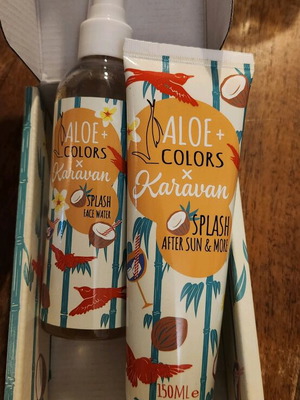 ALOE+
COLORS
×
Karavan
SPLASH
FACE WATER
ALOE+
COLORS
×
Karavan
SPLASH
AFTER SUN & MORE
150ML e